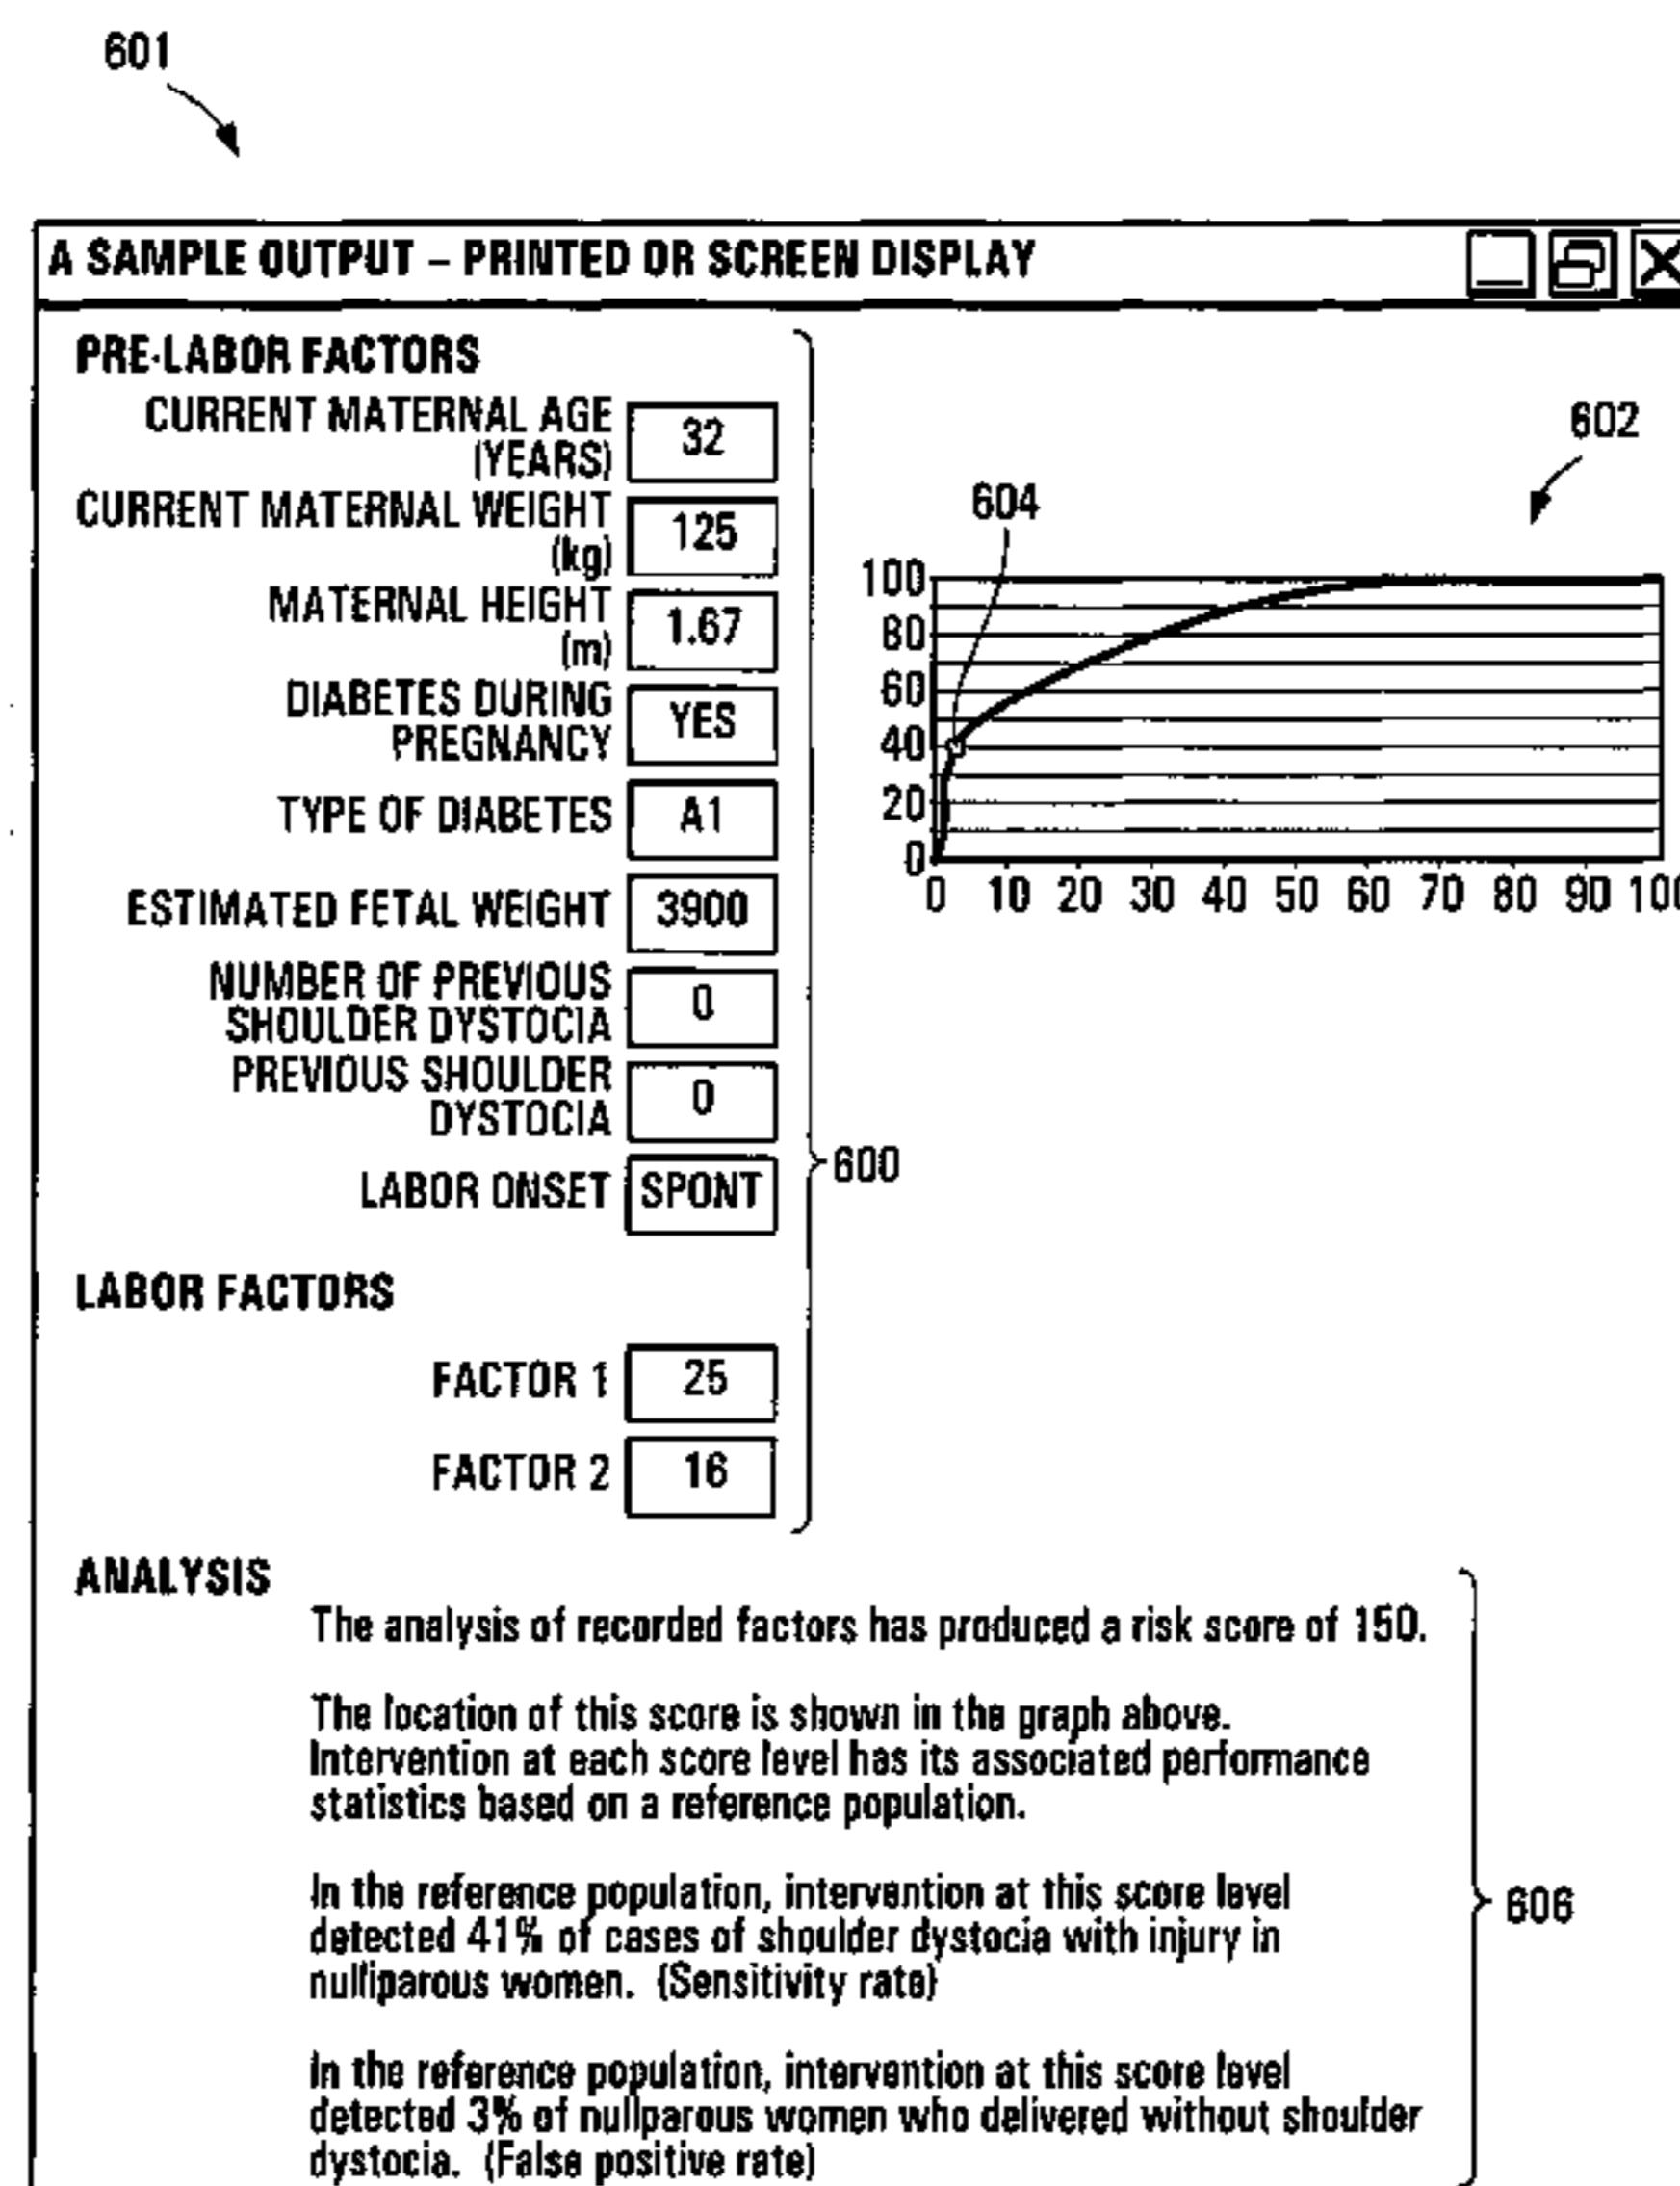 601
A SAMPLE OUTPUT – PRINTED OR SCREEN DISPLAY
PRE-LABOR FACTORS
CURRENT MATERNAL AGE
(YEARS)
32
CURRENT MATERNAL WEIGHT
(kg)
125
MATERNAL HEIGHT
(m)
1.67
DIABETES DURING
PREGNANCY
YES
TYPE OF DIABETES
A1
ESTIMATED FETAL WEIGHT
3900
NUMBER OF PREVIOUS
SHOULDER DYSTOCIA
0
PREVIOUS SHOULDER
DYSTOCIA
0
LABOR ONSET
SPONT
LABOR FACTORS
FACTOR 1
25
FACTOR 2
16
600
602
604
100
80
60
40
20
0
0 10 20 30 40 50 60 70 80 90 100
ANALYSIS
The analysis of recorded factors has produced a risk score of 150.
The location of this score is shown in the graph above.
Intervention at each score level has its associated performance
statistics based on a reference population.
In the reference population, intervention at this score level
detected 41% of cases of shoulder dystocia with injury in
nulliparous women. (Sensitivity rate)
In the reference population, intervention at this score level
detected 3% of nullparous women who delivered without shoulder
dystocia. (False positive rate)
606